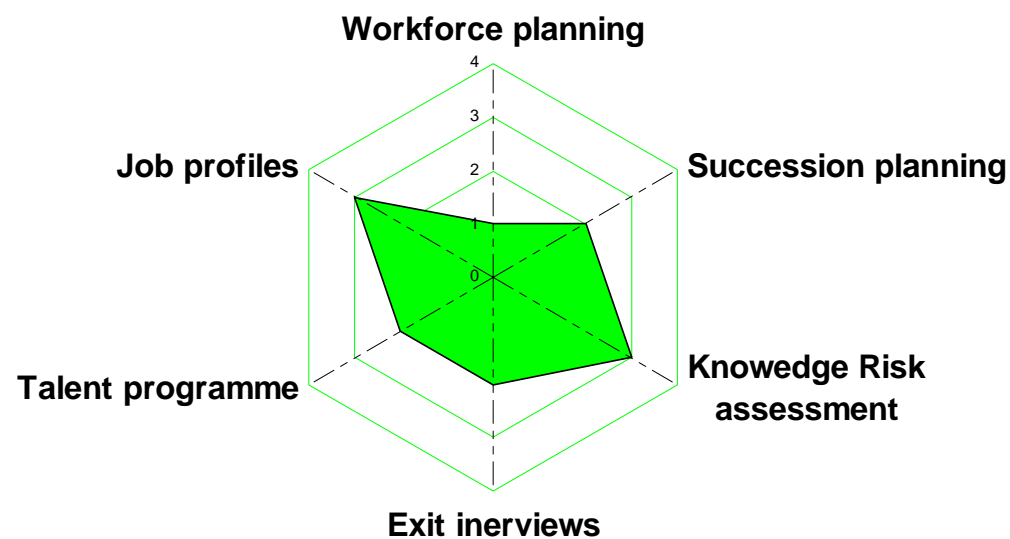 Workforce planning
4
3
2
1
0
Job profiles
Succession planning
Talent programme
Knowedge Risk
assessment
Exit inerviews